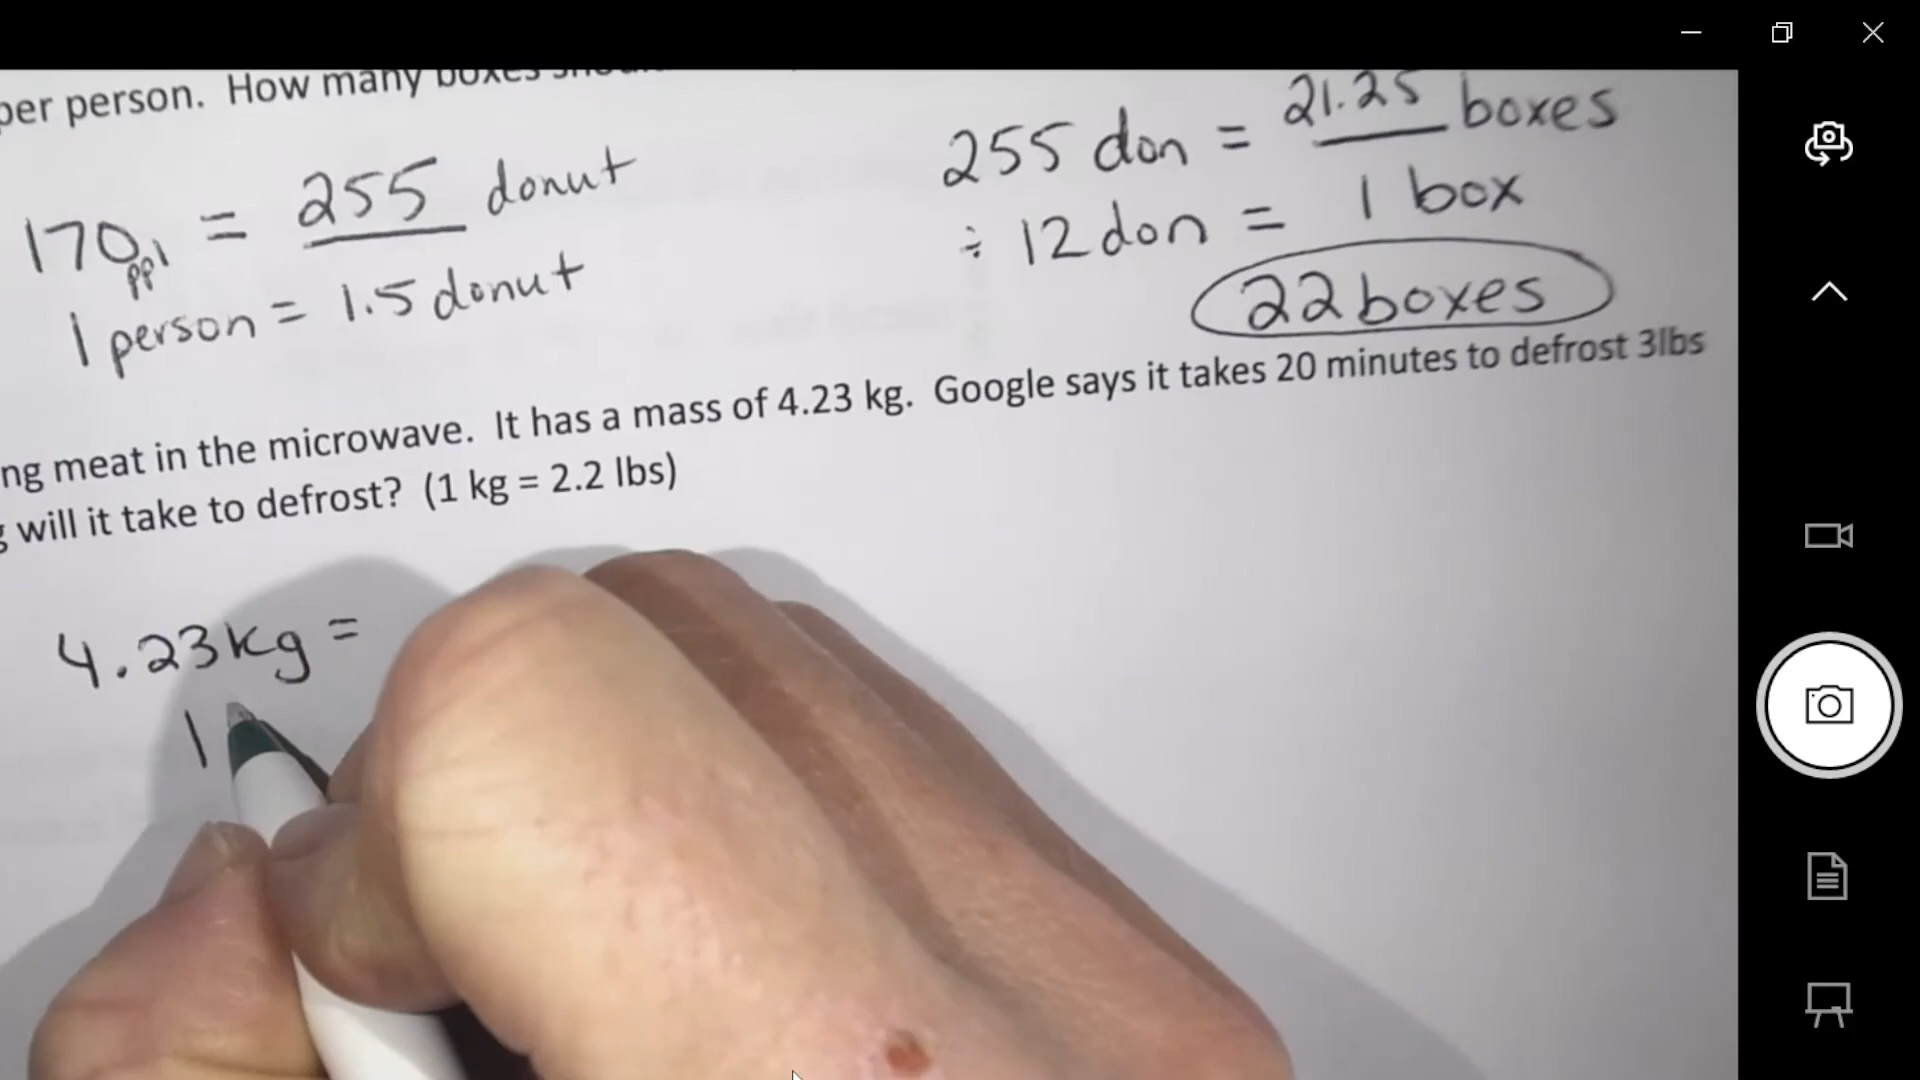 per person. How many boxes
170 ppl = 255 donut
1 person = 1.5 donut
255 don = 21.25 boxes
÷ 12 don = 1 box
22 boxes
ng meat in the microwave. It has a mass of 4.23 kg. Google says it takes 20 minutes to defrost 3lbs
will it take to defrost? (1 kg = 2.2 lbs)
4.23 kg =
1